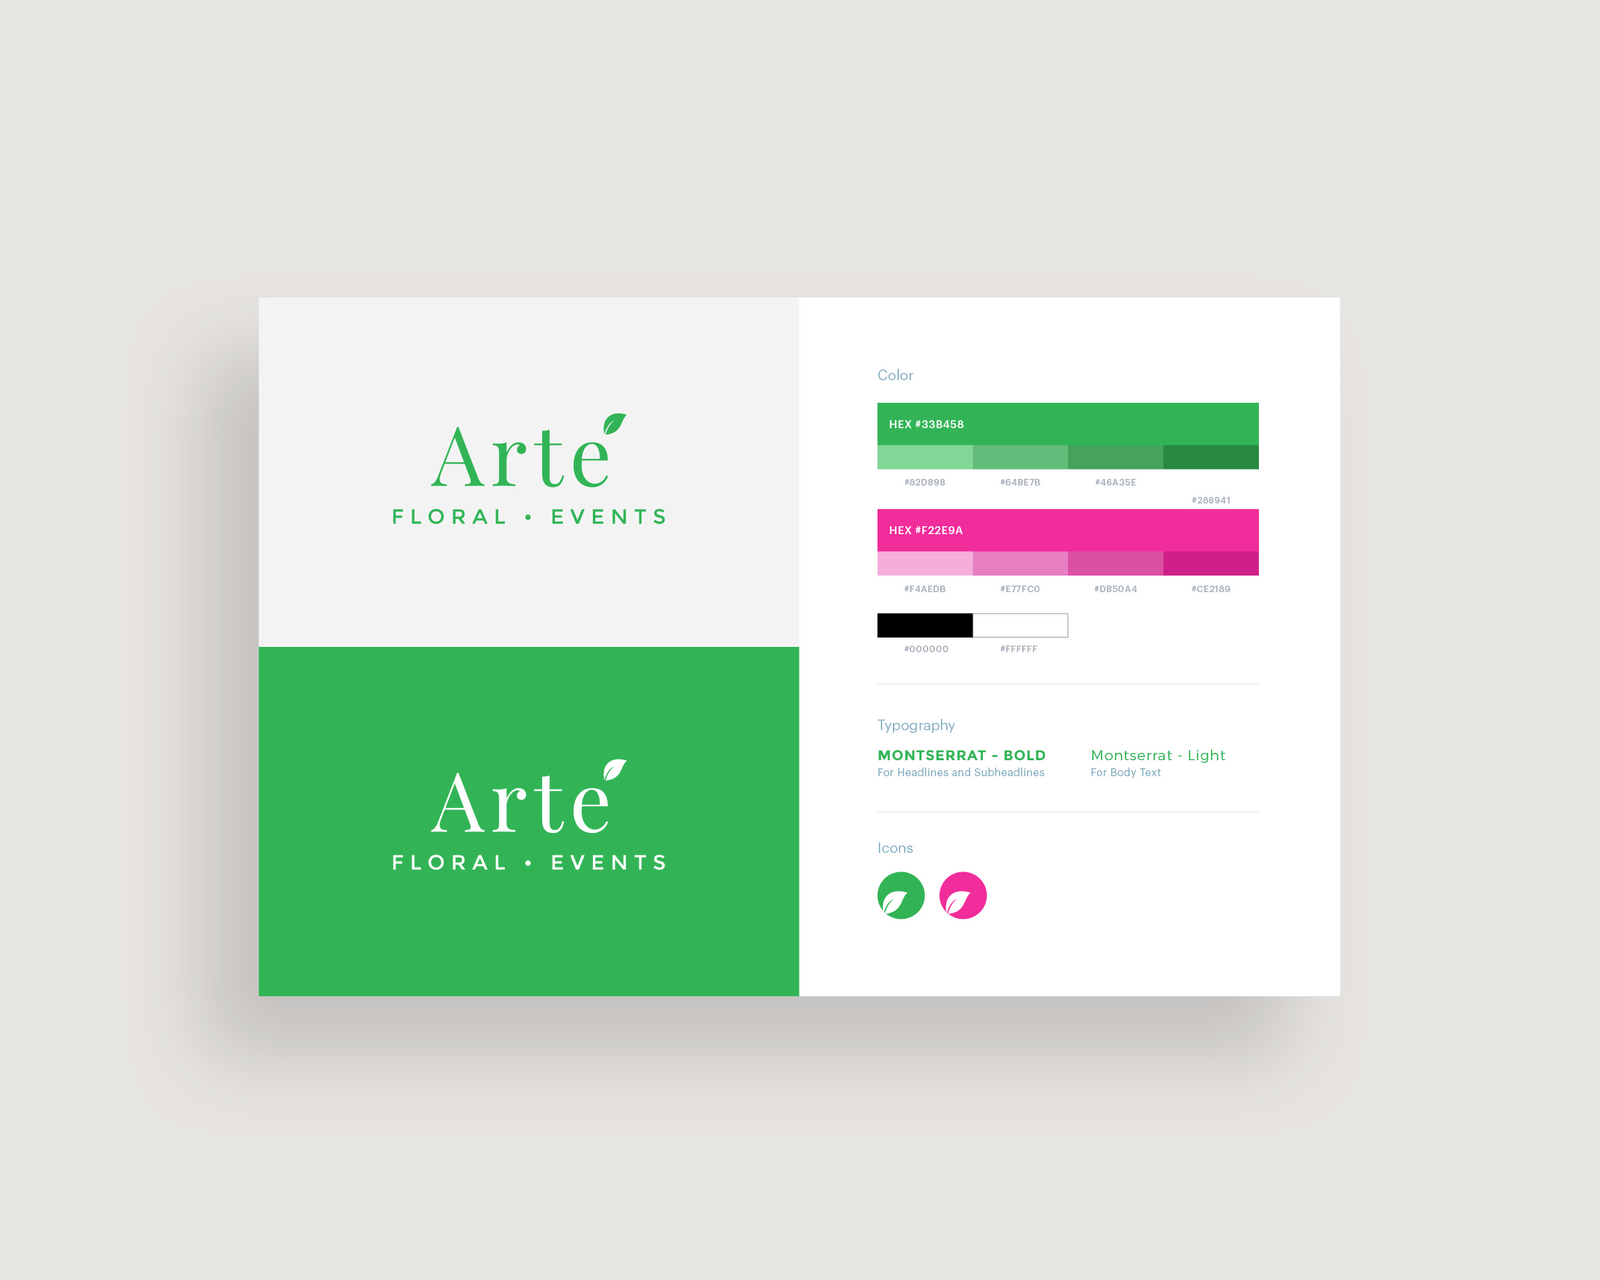 Arte
FLORAL • EVENTS
Arte
FLORAL • EVENTS
Color
HEX #33B458
#82D898 #64BE7B #46A35E
#288941
HEX #F22E9A
#F4AEDB #E77FC0 #DB50A4 #CE2189
#000000 #FFFFFF
Typography
MONTSERRAT - BOLD Montserrat - Light
For Headlines and Subheadlines For Body Text
Icons